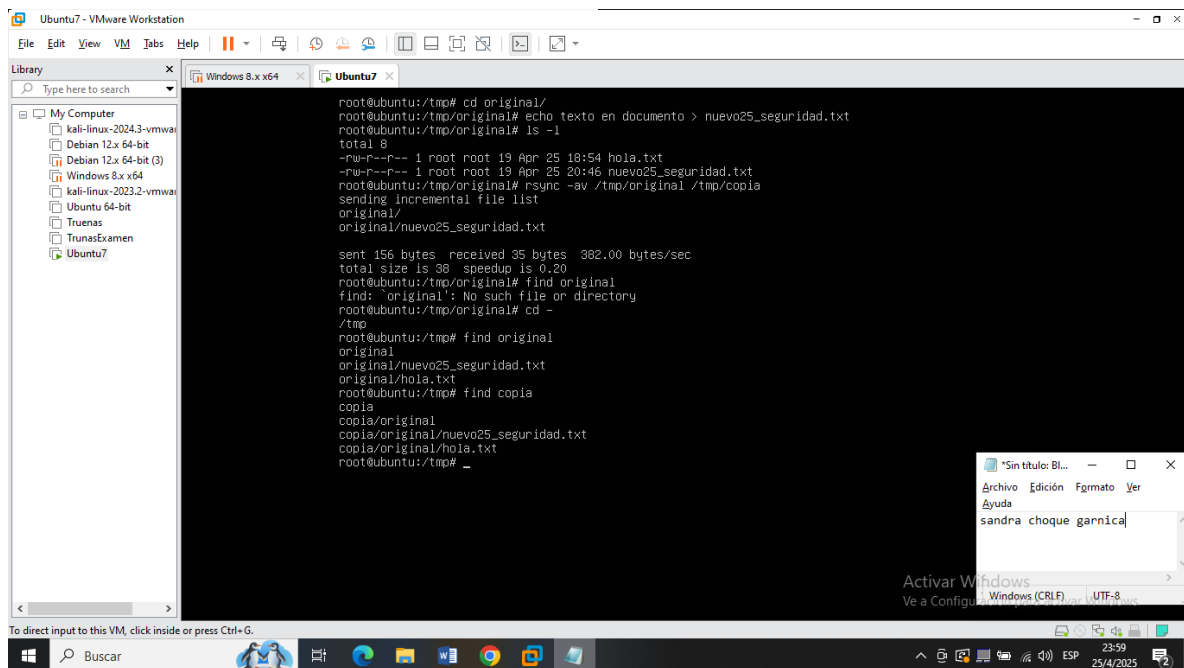 Ubuntu7 - VMware Workstation
File Edit View VM Tabs Help
Library
Type here to search
My Computer
kali-linux-2024.3-vmwar
Debian 12.x 64-bit
Debian 12.x 64-bit (3)
Windows 8.x x64
kali-linux-2023.2-vmwar
Ubuntu 64-bit
Truenas
TrunasExamen
Ubuntu7
Windows 8.x x64
Ubuntu7
root@ubuntu:/tmp# cd original/
root@ubuntu:/tmp/original# echo texto en documento > nuevo25_seguridad.txt
root@ubuntu:/tmp/original# ls -l
total 8
-rw-r--r-- 1 root root 19 Apr 25 18:54 hola.txt
-rw-r--r-- 1 root root 19 Apr 25 20:46 nuevo25_seguridad.txt
root@ubuntu:/tmp/original# rsync -av /tmp/original /tmp/copia
sending incremental file list
original/
original/nuevo25_seguridad.txt
sent 156 bytes  received 35 bytes  382.00 bytes/sec
total size is 38  speedup is 0.20
root@ubuntu:/tmp/original# find original
find: `original': No such file or directory
root@ubuntu:/tmp/original# cd -
/tmp
root@ubuntu:/tmp# find original
original
original/nuevo25_seguridad.txt
original/hola.txt
root@ubuntu:/tmp# find copia
copia
copia/original
copia/original/nuevo25_seguridad.txt
copia/original/hola.txt
root@ubuntu:/tmp# _
*Sin título: Bl...
Archivo Edición Formato Ver
Ayuda
sandra choque garnica
Activar Windows
Ve a Configu
Windows (CRLF) UTF-8
To direct input to this VM, click inside or press Ctrl+G.
Buscar
ESP
23:59
25/4/2025
2